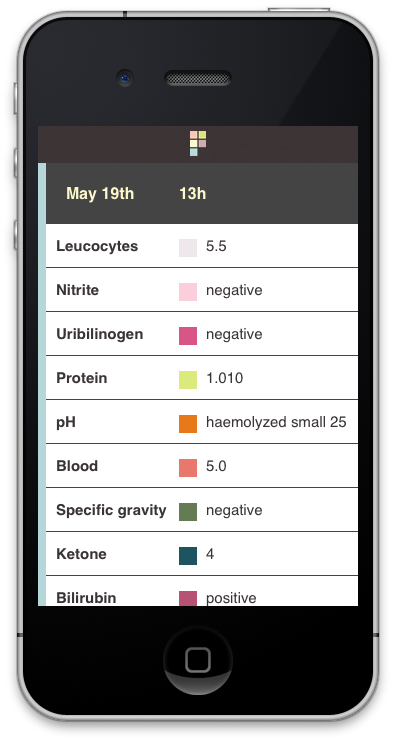 May 19th 13h
Leucocytes 5.5
Nitrite negative
Uribilinogen negative
Protein 1.010
pH haemolyzed small 25
Blood 5.0
Specific gravity negative
Ketone 4
Bilirubin positive